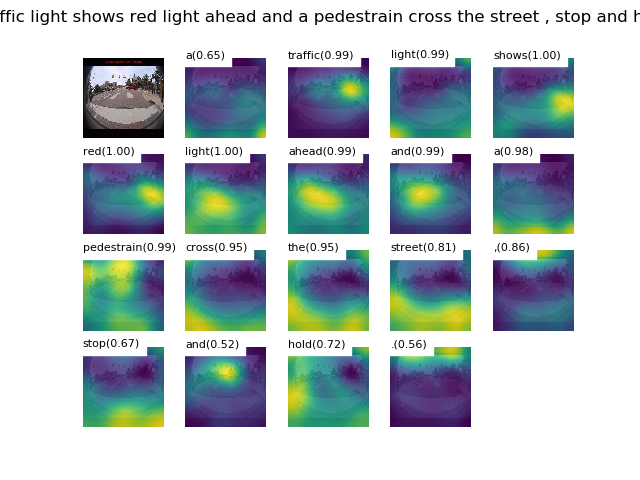 ffic light shows red light ahead and a pedestrain cross the street , stop and h
a(0.65) traffic(0.99) light(0.99) shows(1.00)
red(1.00) light(1.00) ahead(0.99) and(0.99) a(0.98)
pedestrain(0.99) cross(0.95) the(0.95) street(0.81) ,(0.86)
stop(0.67) and(0.52) hold(0.72) .(0.56)